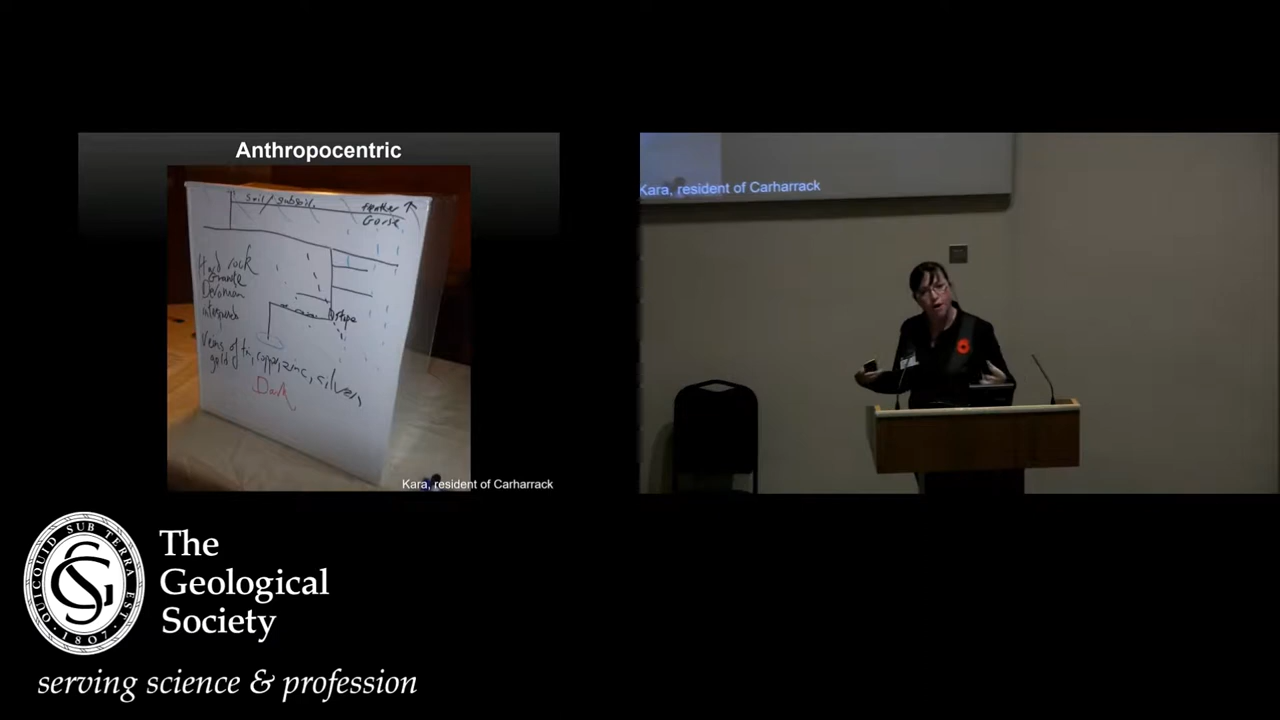 Anthropocentric
soil/subsoil
Gorse
Hard rock
Granite
Devonian
Veins of tin, copper, zinc, silver,
gold
Dark
Kara, resident of Carharrack
Kara, resident of Carharrack
QUICQUID SUB TERRA EST
· 1807 ·
GS
The
Geological
Society
serving science & profession